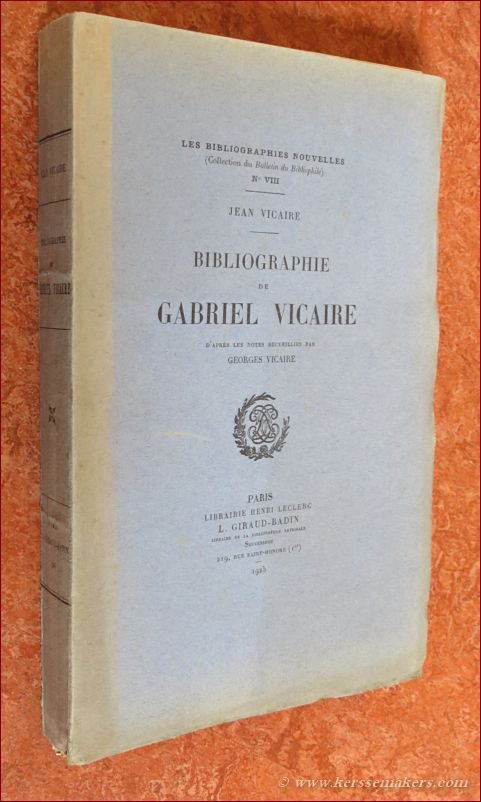 LES BIBLIOGRAPHIES NOUVELLES
(Collection du Bulletin du Bibliophile)
No VIII
JEAN VICAIRE
BIBLIOGRAPHIE
DE
GABRIEL VICAIRE
D'APRÈS LES NOTES RECUEILLIES PAR
GEORGES VICAIRE
PARIS
LIBRAIRIE HENRI LECLERC
L. GIRAUD-BADIN
LIBRAIRE DE LA BIBLIOTHÈQUE NATIONALE
SUCCESSEUR
219, RUE SAINT-HONORÉ (Ier)
JEAN VICAIRE
BIBLIOGRAPHIE
GABRIEL VICAIRE
© www.kerssemakers.com